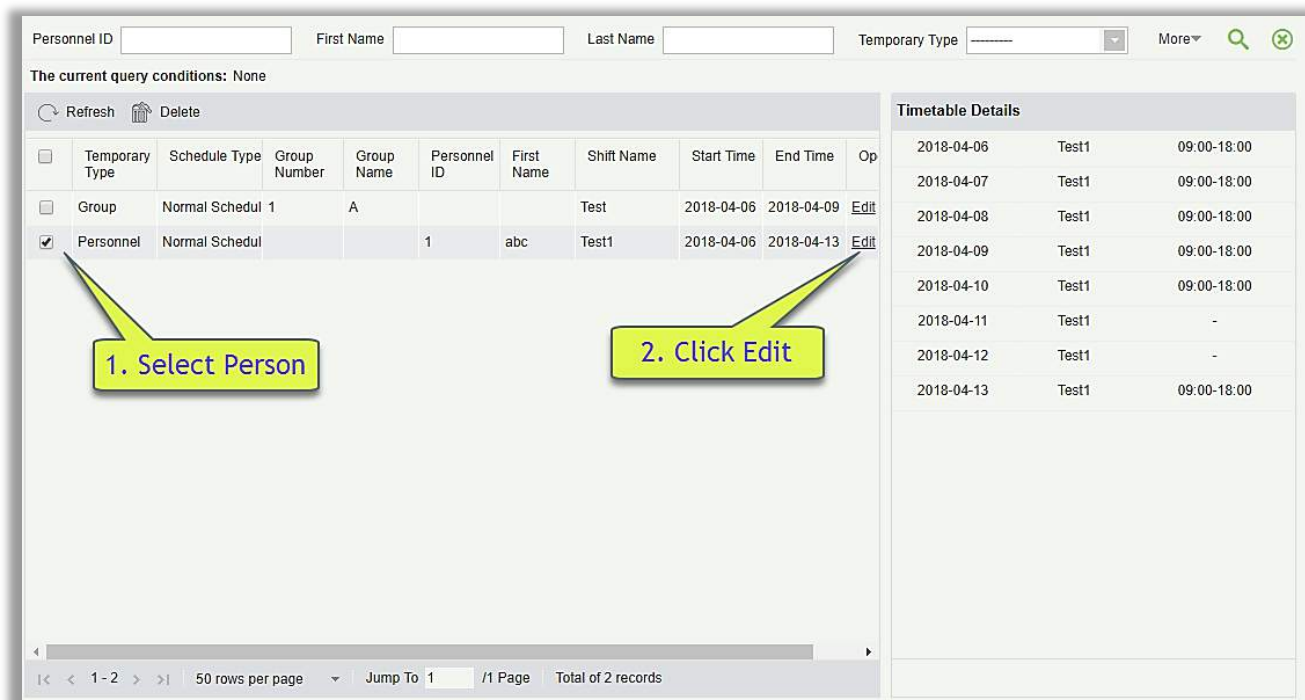 Personnel ID First Name Last Name Temporary Type --------- More
The current query conditions: None
Refresh Delete
Timetable Details
Temporary Type Schedule Type Group Number Group Name Personnel ID First Name Shift Name Start Time End Time Op
Group Normal Schedul 1 A Test 2018-04-06 2018-04-09 Edit
Personnel Normal Schedul 1 abc Test1 2018-04-06 2018-04-13 Edit
1. Select Person
2. Click Edit
2018-04-06 Test1 09:00-18:00
2018-04-07 Test1 09:00-18:00
2018-04-08 Test1 09:00-18:00
2018-04-09 Test1 09:00-18:00
2018-04-10 Test1 09:00-18:00
2018-04-11 Test1 -
2018-04-12 Test1 -
2018-04-13 Test1 09:00-18:00
|< < 1 - 2 > >| 50 rows per page Jump To 1 /1 Page Total of 2 records